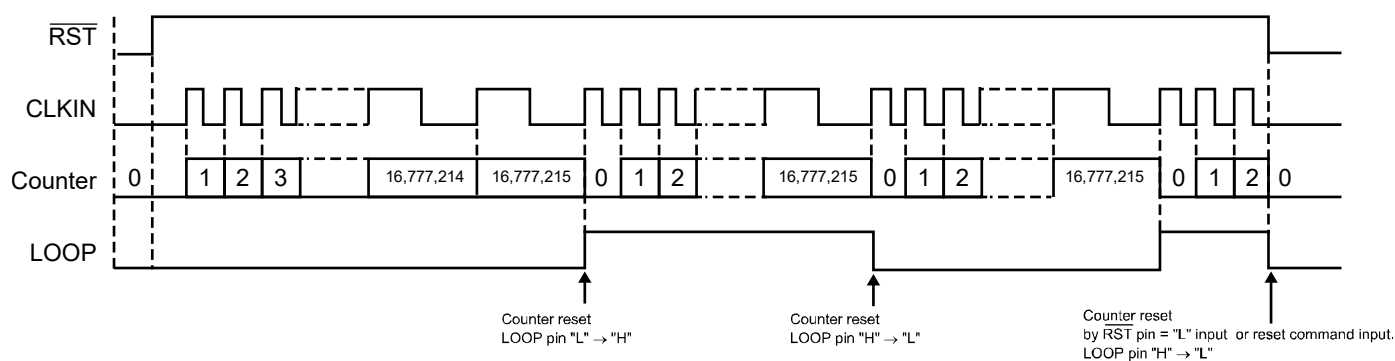 RST
CLKIN
Counter 0 1 2 3 16,777,214 16,777,215 0 1 2 16,777,215 0 1 2 16,777,215 0 1 2 0
LOOP
Counter reset
LOOP pin "L" → "H"
Counter reset
LOOP pin "H" → "L"
Counter reset
by RST pin = "L" input or reset command input.
LOOP pin "H" → "L"